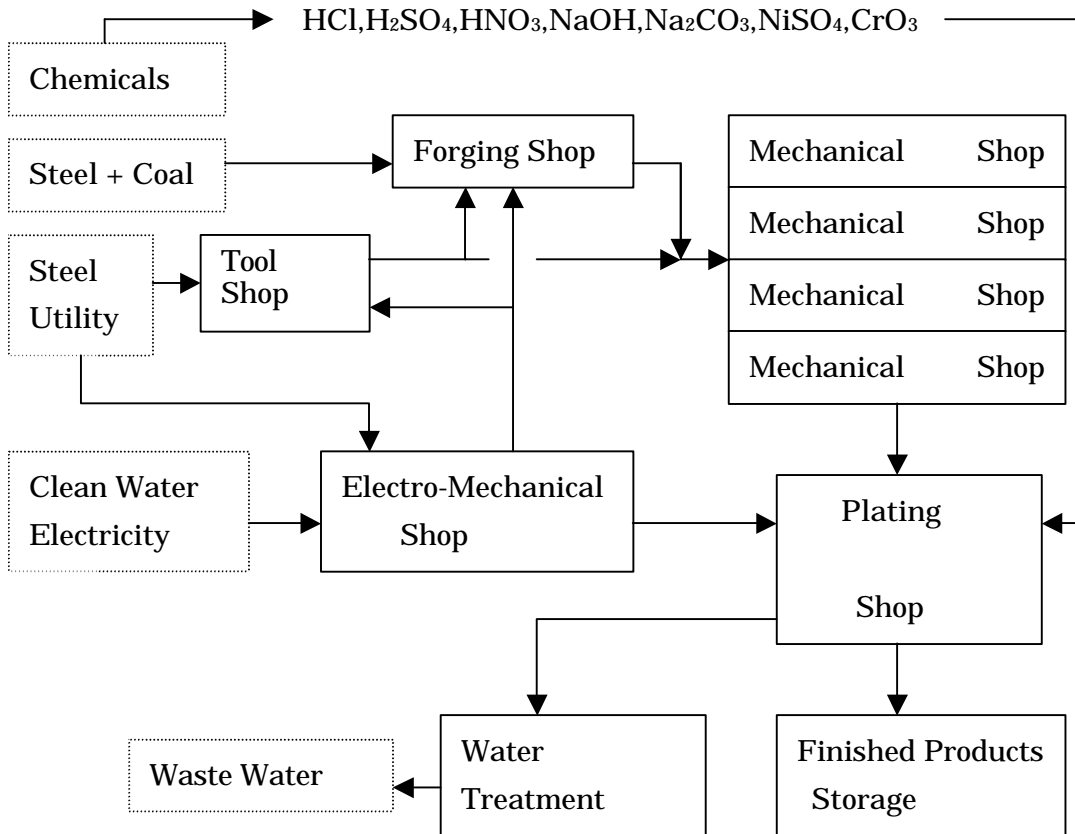 HCl,H₂SO₄,HNO₃,NaOH,Na₂CO₃,NiSO₄,CrO₃
Chemicals
Steel + Coal
Forging Shop
Mechanical Shop
Mechanical Shop
Mechanical Shop
Mechanical Shop
Steel
Utility
Tool
Shop
Clean Water
Electricity
Electro-Mechanical
Shop
Plating
Shop
Waste Water
Water
Treatment
Finished Products
Storage